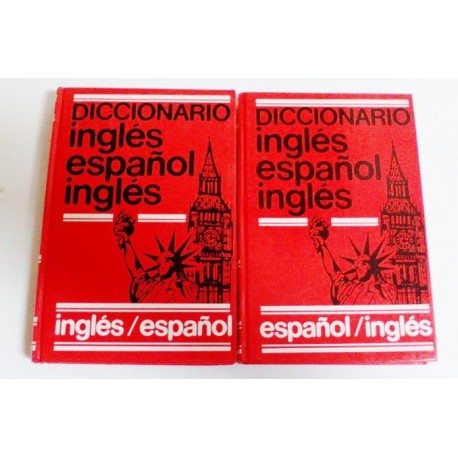 DICCIONARIO
inglés
español
inglés
inglés / español
DICCIONARIO
inglés
español
inglés
español/inglés